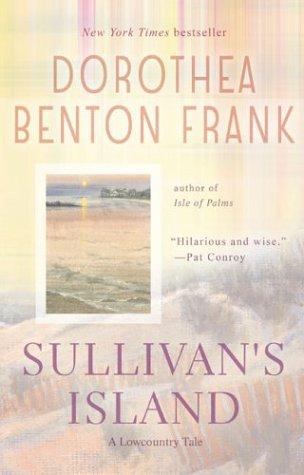 New York Times bestseller
DOROTHEA
BENTON FRANK
author of
Isle of Palms
“Hilarious and wise.”
—Pat Conroy
SULLIVAN'S
ISLAND
A Lowcountry Tale